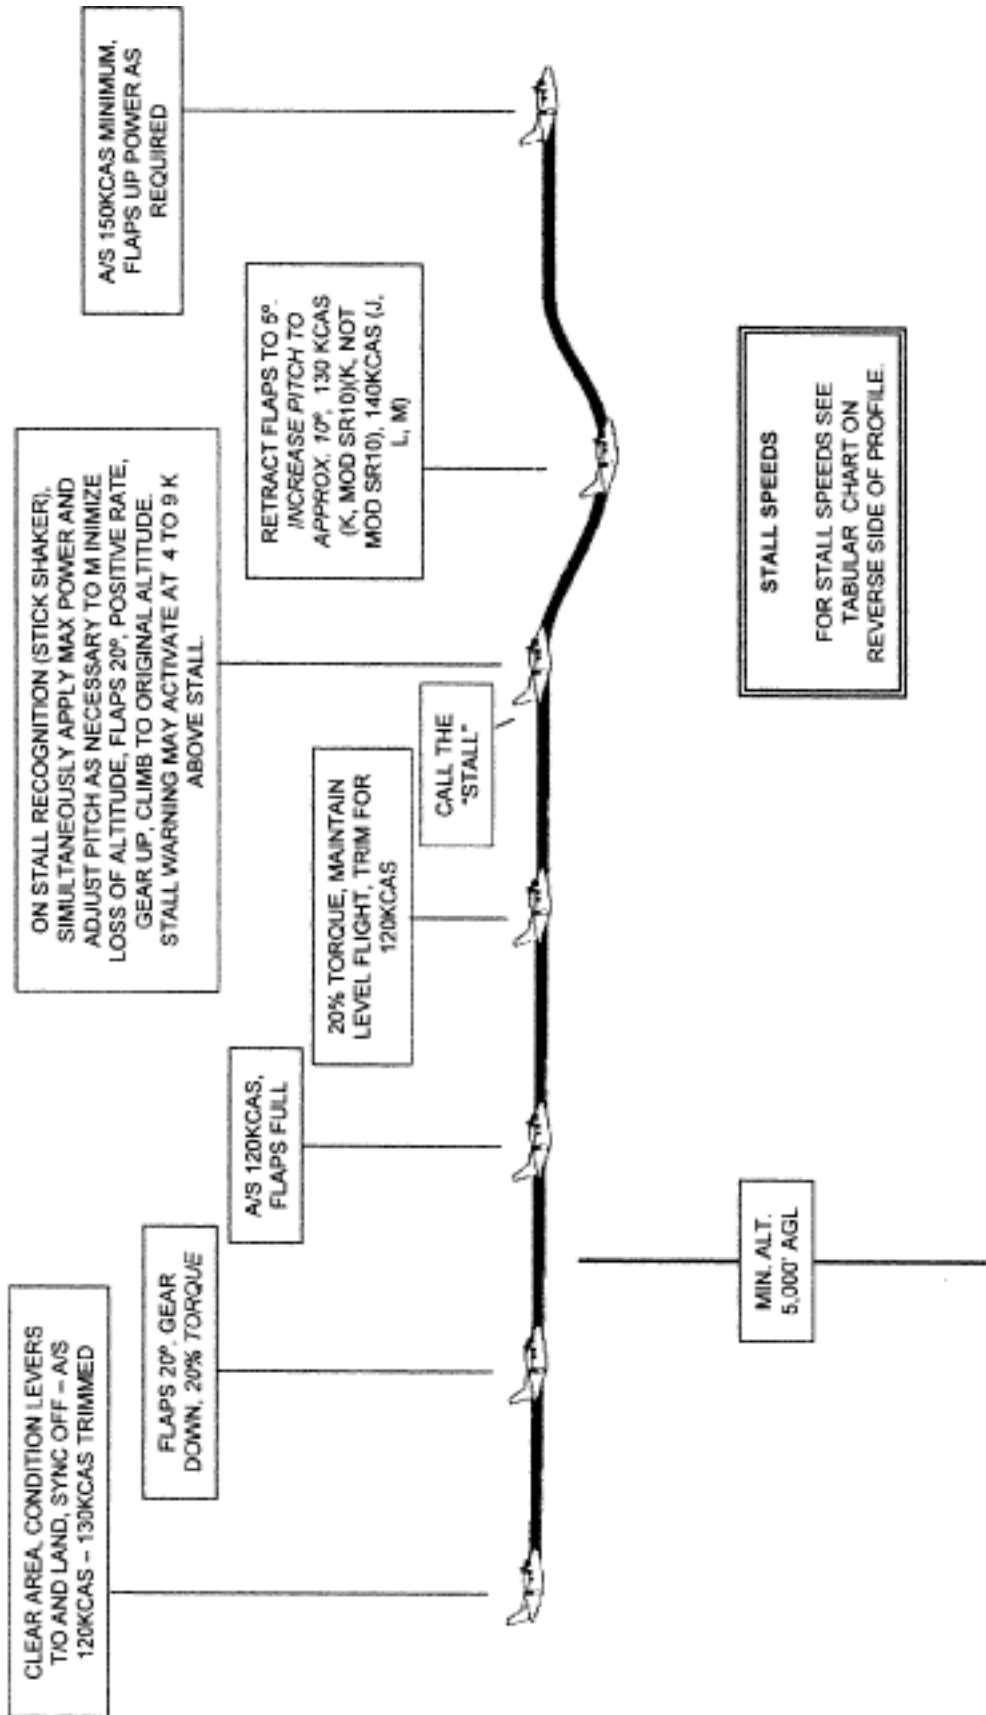 CLEAR AREA, CONDITION LEVERS
T/O AND LAND, SYNC OFF – A/S
120KCAS – 130KCAS TRIMMED
FLAPS 20º, GEAR
DOWN, 20% TORQUE
A/S 120KCAS,
FLAPS FULL
20% TORQUE, MAINTAIN
LEVEL FLIGHT, TRIM FOR
120KCAS
CALL THE
"STALL"
ON STALL RECOGNITION (STICK SHAKER),
SIMULTANEOUSLY APPLY MAX POWER AND
ADJUST PITCH AS NECESSARY TO M INIMIZE
LOSS OF ALTITUDE, FLAPS 20º, POSITIVE RATE,
GEAR UP, CLIMB TO ORIGINAL ALTITUDE.
STALL WARNING MAY ACTIVATE AT 4 TO 9 K
ABOVE STALL.
RETRACT FLAPS TO 5º.
INCREASE PITCH TO
APPROX. 10º, 130 KCAS
(K, MOD SR10)(K, NOT
MOD SR10), 140KCAS (J,
L, M)
A/S 150KCAS MINIMUM,
FLAPS UP POWER AS
REQUIRED
MIN. ALT.
5,000' AGL
STALL SPEEDS
FOR STALL SPEEDS SEE
TABULAR CHART ON
REVERSE SIDE OF PROFILE.